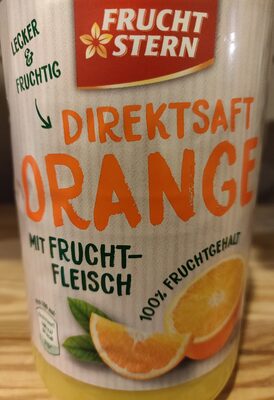 FRUCHT
STERN
LECKER
&
FRUCHTIG
DIREKTSAFT
ORANGE
MIT FRUCHT-
FLEISCH
100% FRUCHTGEHALT